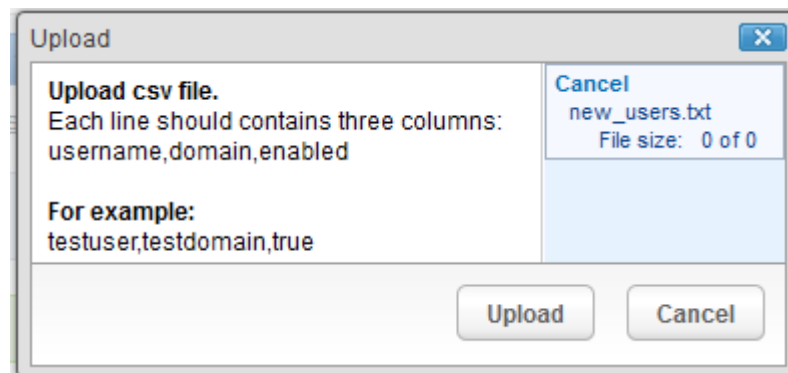 Upload
Upload csv file.
Each line should contains three columns:
username,domain,enabled
For example:
testuser,testdomain,true
Cancel
new_users.txt
File size: 0 of 0
Upload
Cancel